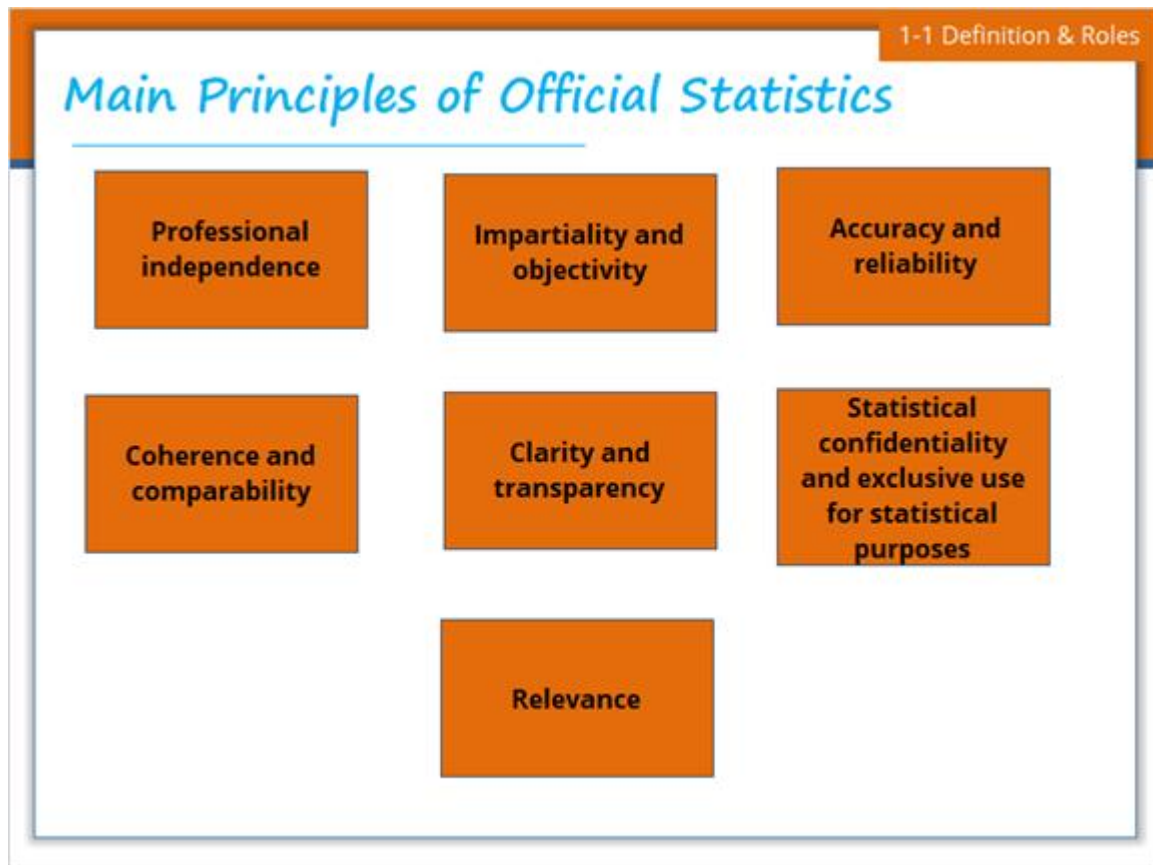 1-1 Definition & Roles
Main Principles of Official Statistics
Professional
independence
Impartiality and
objectivity
Accuracy and
reliability
Coherence and
comparability
Clarity and
transparency
Statistical
confidentiality
and exclusive use
for statistical
purposes
Relevance